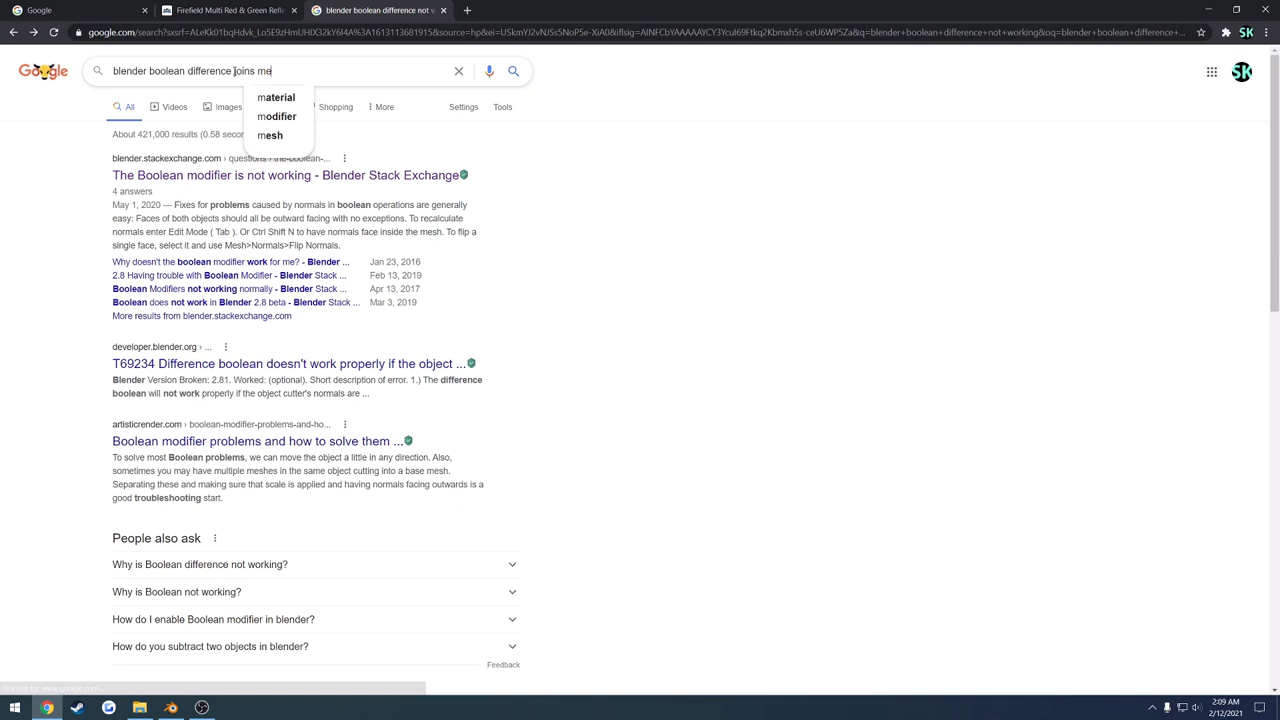 Google
Firefield Multi Red & Green Lase
blender boolean difference not w
google.com/search?sxsrf=ALeKk01bqHdvk_Lo5E9zHmUHIX32kY6I4A%3A1613113681915&source=hp&ei=USkmYJ2vNJSs5NoP5e-XiA0&iflsig=AINFCbYAAAAAYCY3Ycul69Ftkq2Kbmxh5s-ceU6WP5Za&q=blender+boolean+difference+not+working&oq=blender+boolean+difference+...
SK
Google
blender boolean difference joins me
SK
material
modifier
mesh
All
Videos
Images
Shopping
More
Settings
Tools
About 421,000 results (0.58 secon
blender.stackexchange.com › questions › the-boolean-...
The Boolean modifier is not working - Blender Stack Exchange
4 answers
May 1, 2020 — Fixes for problems caused by normals in boolean operations are generally
easy: Faces of both objects should all be outward facing with no exceptions. To recalculate
normals enter Edit Mode ( Tab ). Or Ctrl Shift N to have normals face inside the mesh. To flip a
single face, select it and use Mesh>Normals>Flip Normals.
Why doesn't the boolean modifier work for me? - Blender ... Jan 23, 2016
2.8 Having trouble with Boolean Modifier - Blender Stack ... Feb 13, 2019
Boolean Modifiers not working normally - Blender Stack ... Apr 13, 2017
Boolean does not work in Blender 2.8 beta - Blender Stack ... Mar 3, 2019
More results from blender.stackexchange.com
developer.blender.org › ...
T69234 Difference boolean doesn't work properly if the object ...
Blender Version Broken: 2.81. Worked: (optional). Short description of error. 1.) The difference
boolean will not work properly if the object cutter's normals are ...
artisticrender.com › boolean-modifier-problems-and-ho...
Boolean modifier problems and how to solve them ...
To solve most Boolean problems, we can move the object a little in any direction. Also,
sometimes you may have multiple meshes in the same object cutting into a base mesh.
Separating these and making sure that scale is applied and having normals facing outwards is a
good troubleshooting start.
People also ask
Why is Boolean difference not working?
Why is Boolean not working?
How do I enable Boolean modifier in blender?
How do you subtract two objects in blender?
Feedback
Waiting for www.google.com...
2:09 AM
2/12/2021